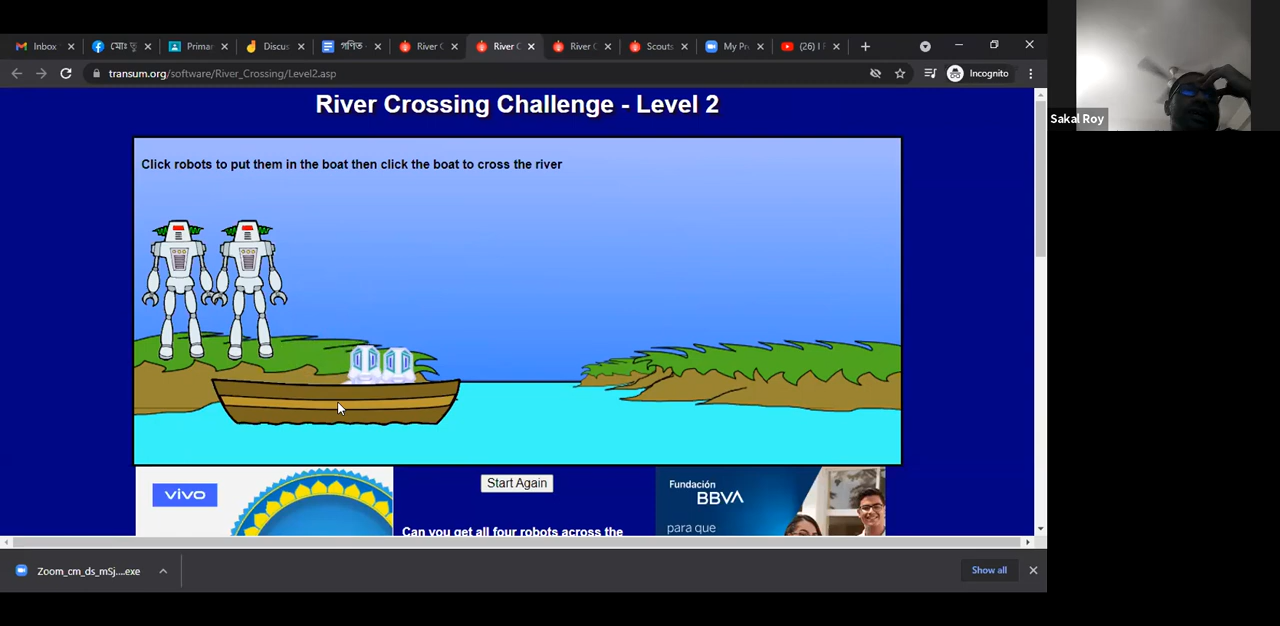 Inbox
মোঃ
Primar
Discus
গণিত
River C
River C
River C
Scouts
My Pr
(26) I F
transum.org/software/River_Crossing/Level2.asp
Incognito
River Crossing Challenge - Level 2
Sakal Roy
Click robots to put them in the boat then click the boat to cross the river
vivo
Start Again
Fundación
BBVA
para que
Can you get all four robots across the
Zoom_cm_ds_mSj....exe
Show all